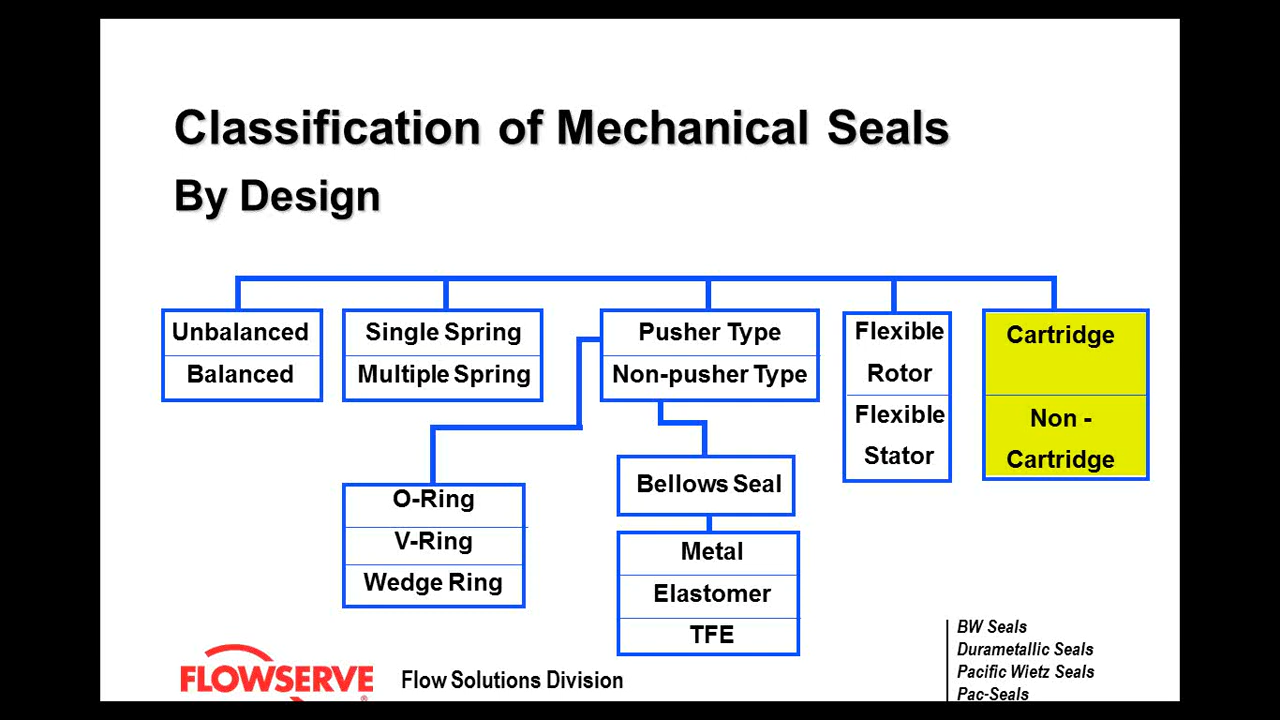 Classification of Mechanical Seals
By Design
Unbalanced
Balanced
Single Spring
Multiple Spring
Pusher Type
Non-pusher Type
Flexible
Rotor
Flexible
Stator
Cartridge
Non -
Cartridge
O-Ring
V-Ring
Wedge Ring
Bellows Seal
Metal
Elastomer
TFE
FLOWSERVE
®
Flow Solutions Division
BW Seals
Durametallic Seals
Pacific Wietz Seals
Pac-Seals